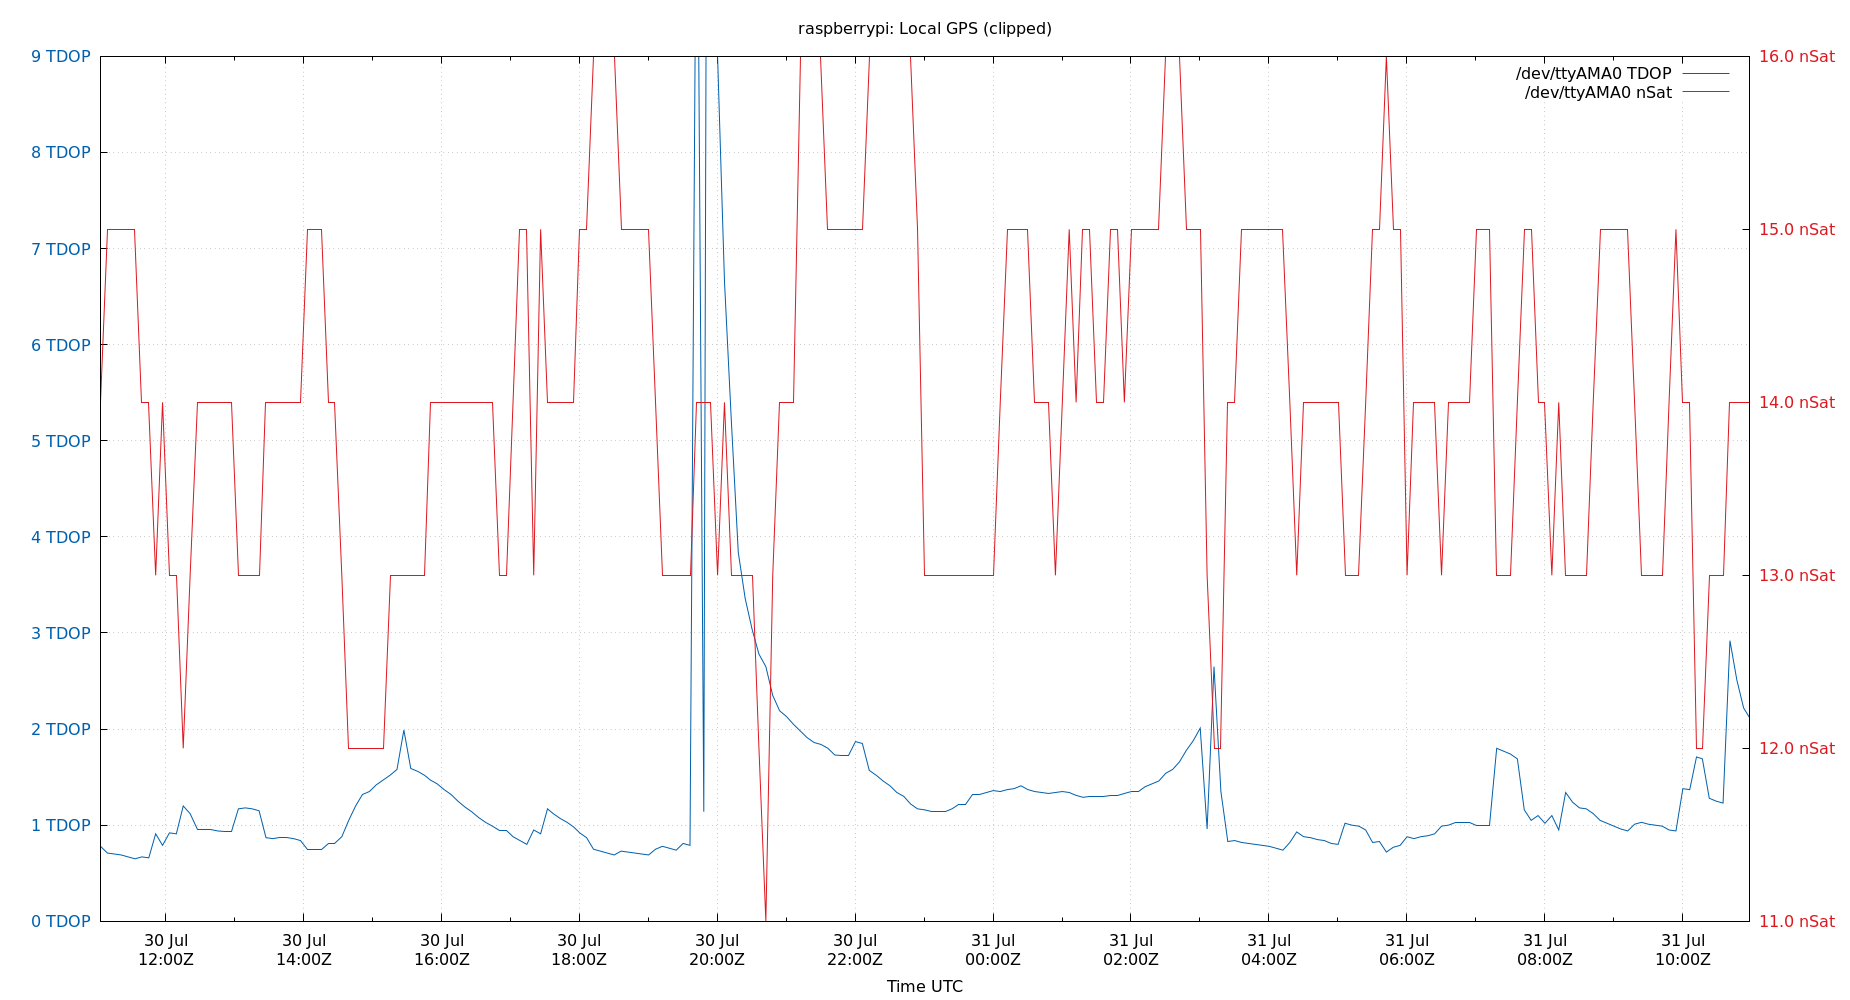 raspberrypi: Local GPS (clipped)
9 TDOP
8 TDOP
7 TDOP
6 TDOP
5 TDOP
4 TDOP
3 TDOP
2 TDOP
1 TDOP
0 TDOP
16.0 nSat
15.0 nSat
14.0 nSat
13.0 nSat
12.0 nSat
11.0 nSat
/dev/ttyAMA0 TDOP
/dev/ttyAMA0 nSat
30 Jul
12:00Z
30 Jul
14:00Z
30 Jul
16:00Z
30 Jul
18:00Z
30 Jul
20:00Z
30 Jul
22:00Z
31 Jul
00:00Z
31 Jul
02:00Z
31 Jul
04:00Z
31 Jul
06:00Z
31 Jul
08:00Z
31 Jul
10:00Z
Time UTC